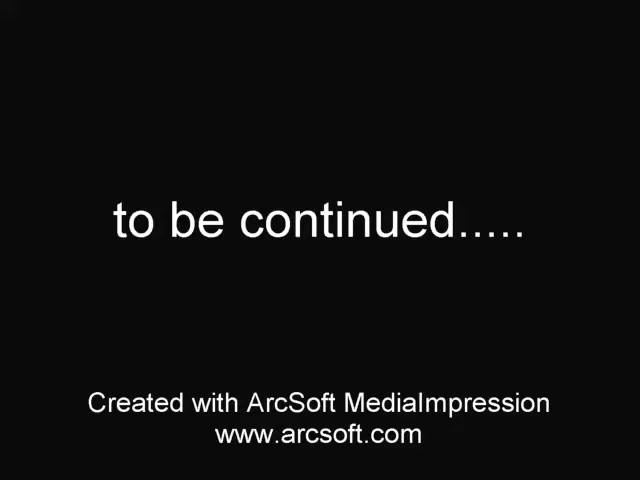 to be continued.....
Created with ArcSoft MediaImpression
www.arcsoft.com